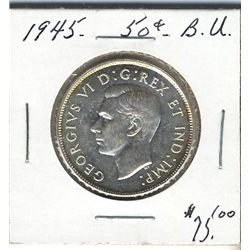 1945. 50¢ B.U.
GEORGIVS VI D:G:REX ET IND:IMP:
$75.00